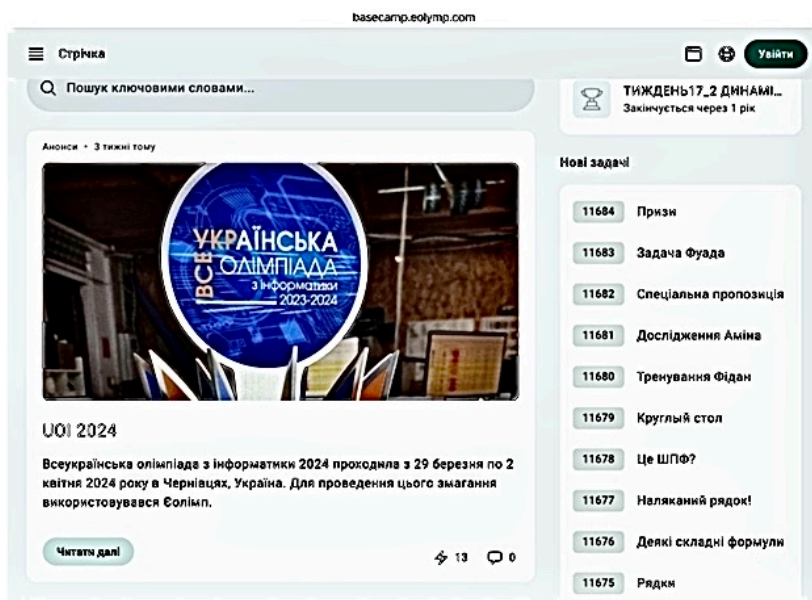 basecamp.eolymp.com
Стрічка
Увійти
Пошук ключовими словами...
ТИЖДЕНЬ17_2 ДИНАМІ...
Закінчується через 1 рік
Анонси • 3 тижні тому
ВСЕ
УКРАЇНСЬКА
ОЛІМПІАДА
з інформатики
2023-2024
UOI 2024
Всеукраїнська олімпіада з інформатики 2024 проходила з 29 березня по 2
квітня 2024 року в Чернівцях, Україна. Для проведення цього змагання
використовувався Єолімп.
Читати далі
13
0
Нові задачі
11684 Призи
11683 Задача Фуада
11682 Спеціальна пропозиція
11681 Дослідження Аміна
11680 Тренування Фідан
11679 Круглый стол
11678 Це ШПФ?
11677 Наляканий рядок!
11676 Деякі складні формули
11675 Рядки